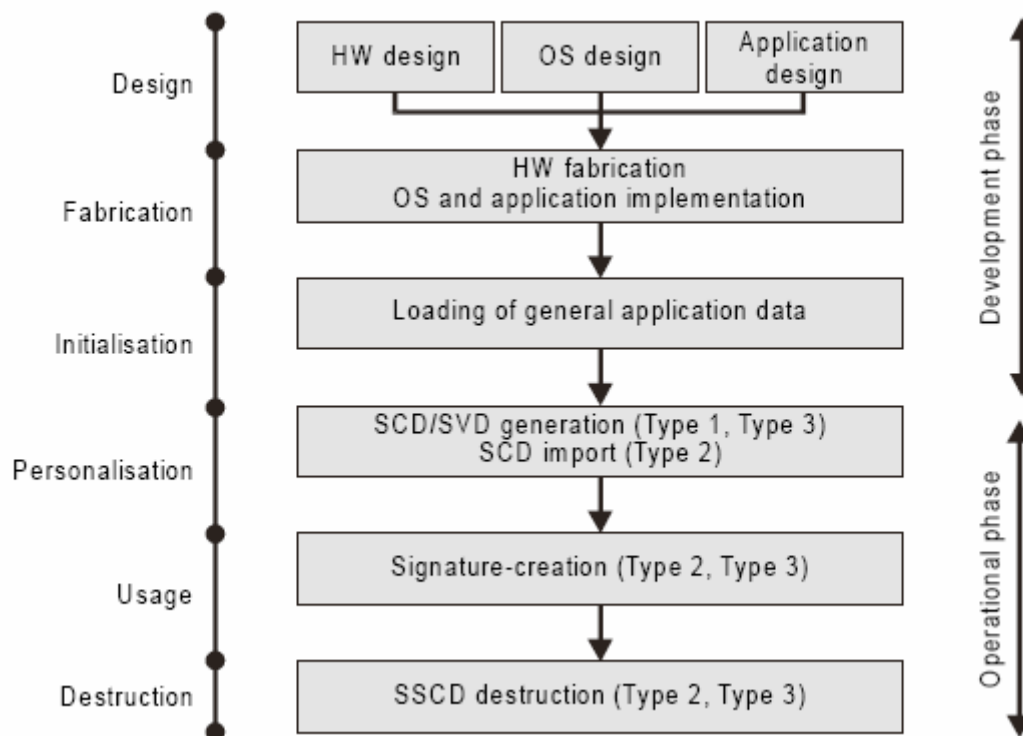 Design
HW design
OS design
Application
design
Fabrication
HW fabrication
OS and application implementation
Initialisation
Loading of general application data
Development phase
Personalisation
SCD/SVD generation (Type 1, Type 3)
SCD import (Type 2)
Usage
Signature-creation (Type 2, Type 3)
Destruction
SSCD destruction (Type 2, Type 3)
Operational phase